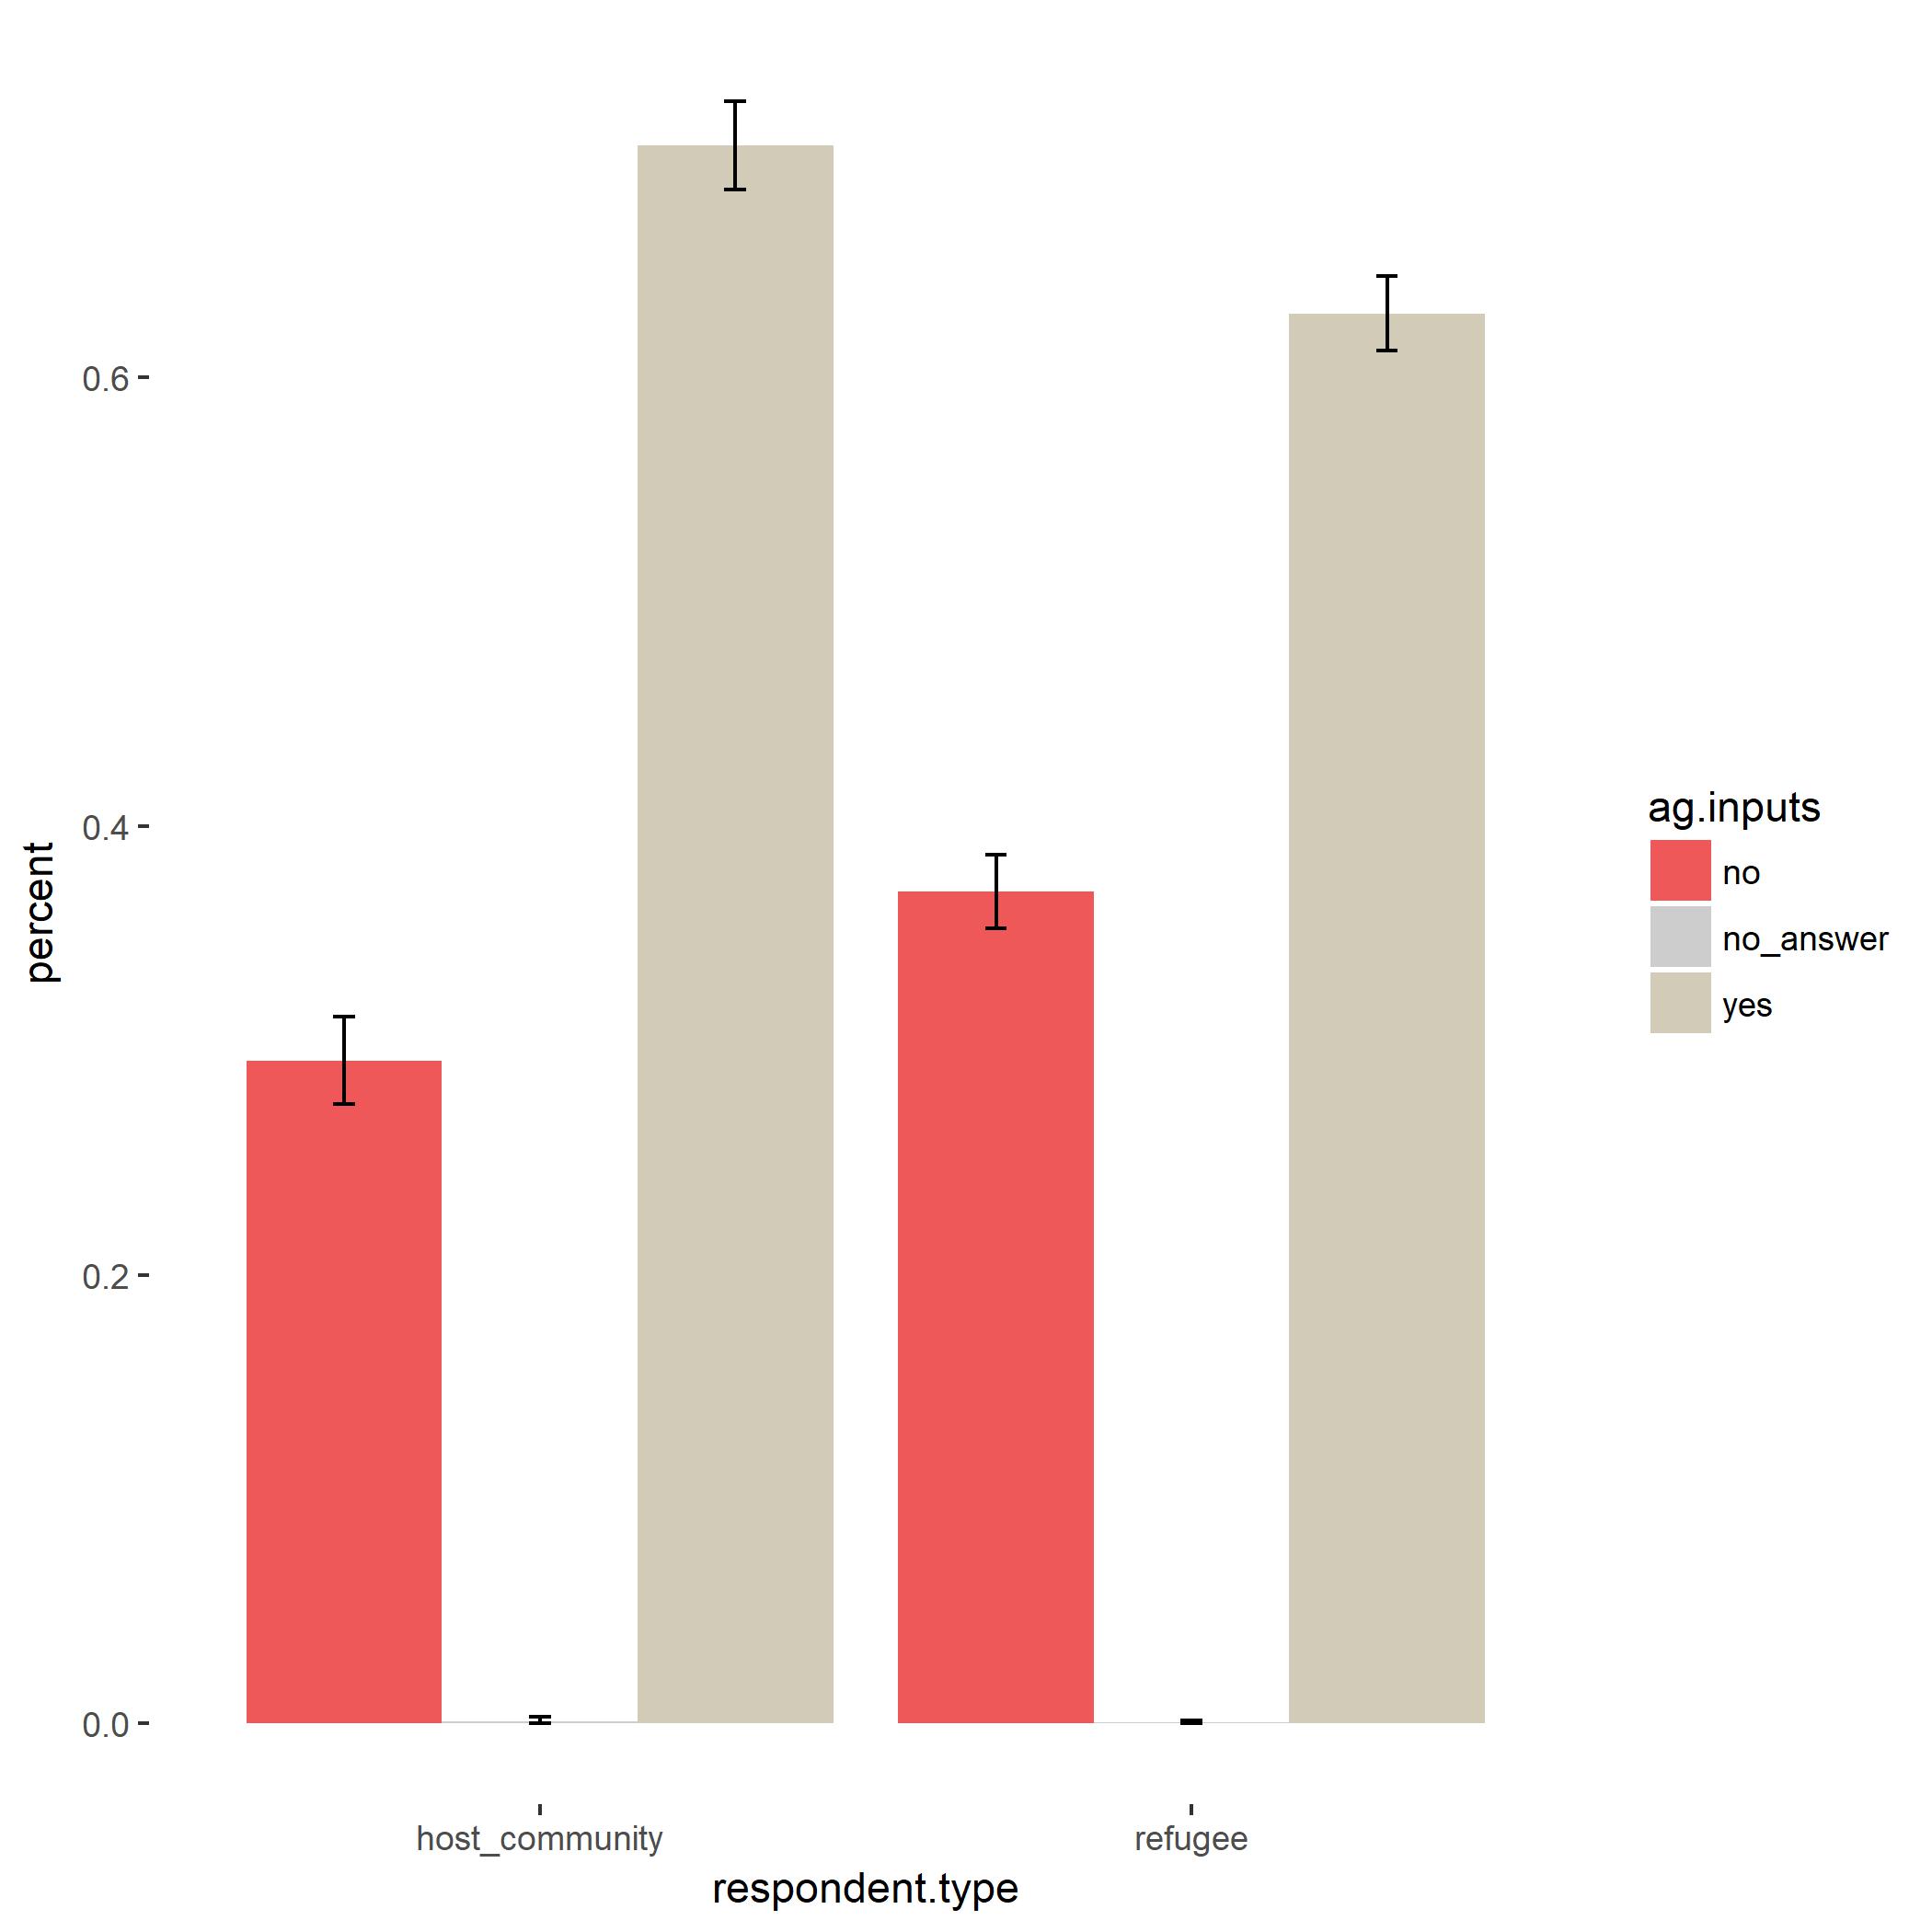 percent
0.6
0.4
0.2
0.0
host_community
refugee
respondent.type
ag.inputs
no
no_answer
yes